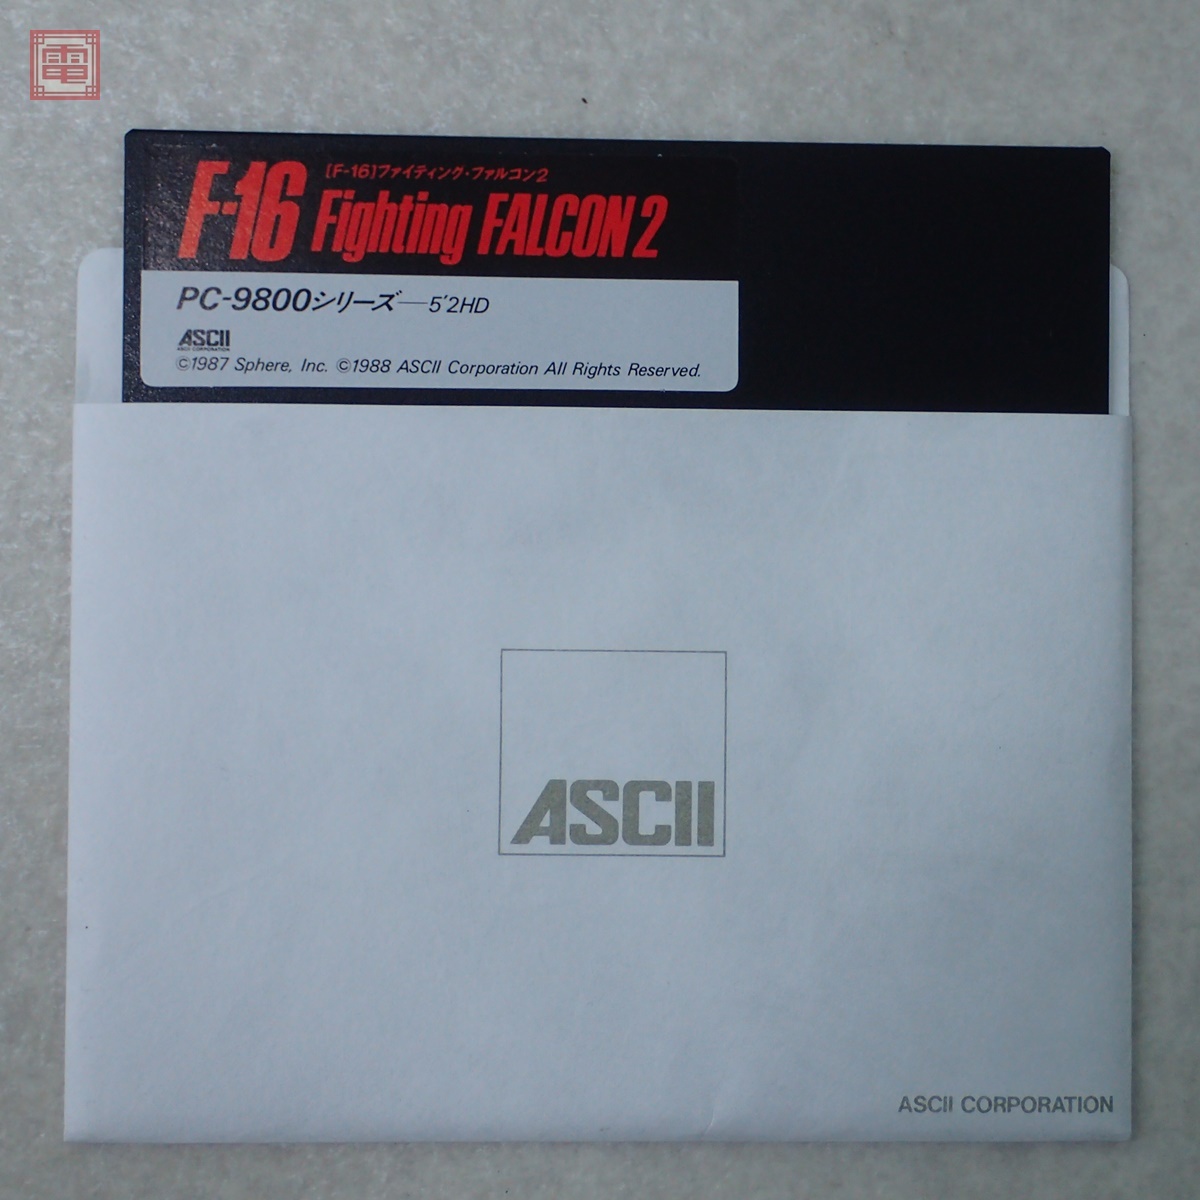 電
[F-16]ファイティング・ファルコン2
F-16 Fighting FALCON 2
PC-9800シリーズ—5'2HD
ASCII
ASCII CORPORATION
©1987 Sphere, Inc. ©1988 ASCII Corporation All Rights Reserved.
ASCII
ASCII CORPORATION